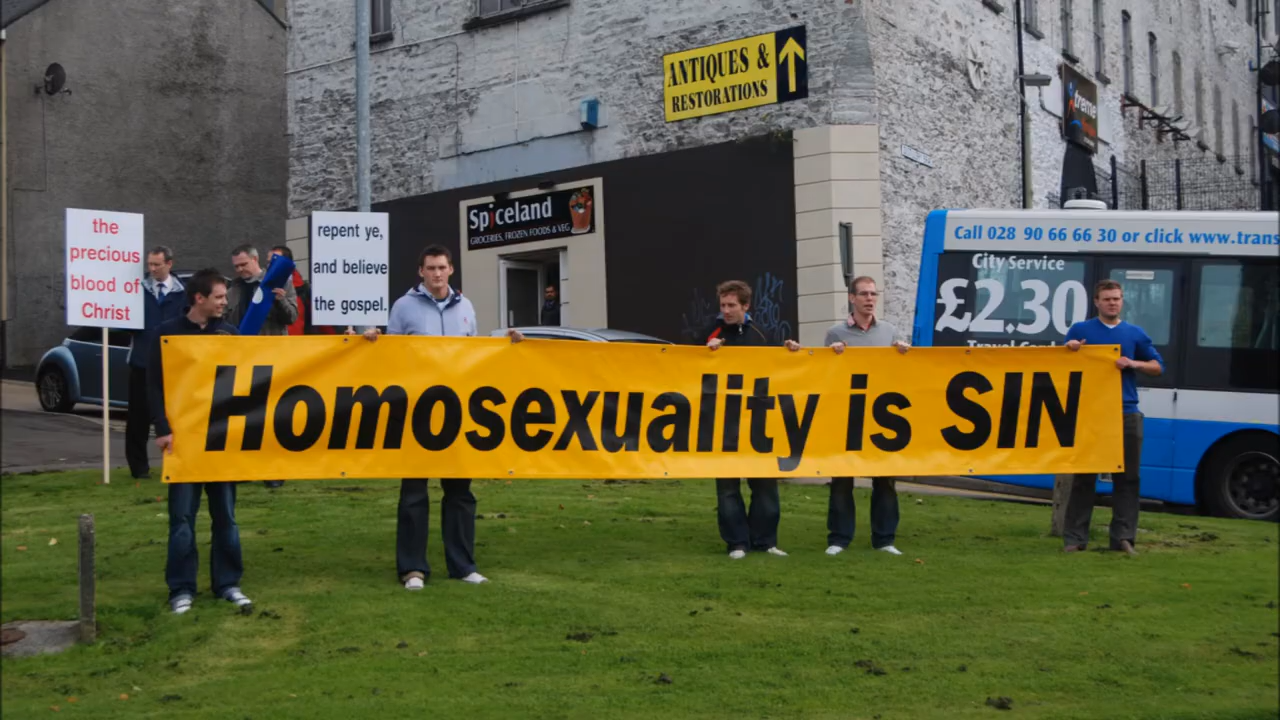 ANTIQUES &
RESTORATIONS
the
precious
blood of
Christ
repent ye,
and believe
the gospel.
Spiceland
GROCERIES, FROZEN FOODS & VEG
Call 028 90 66 66 30 or click www.trans
City Service
£2.30
Homosexuality is SIN